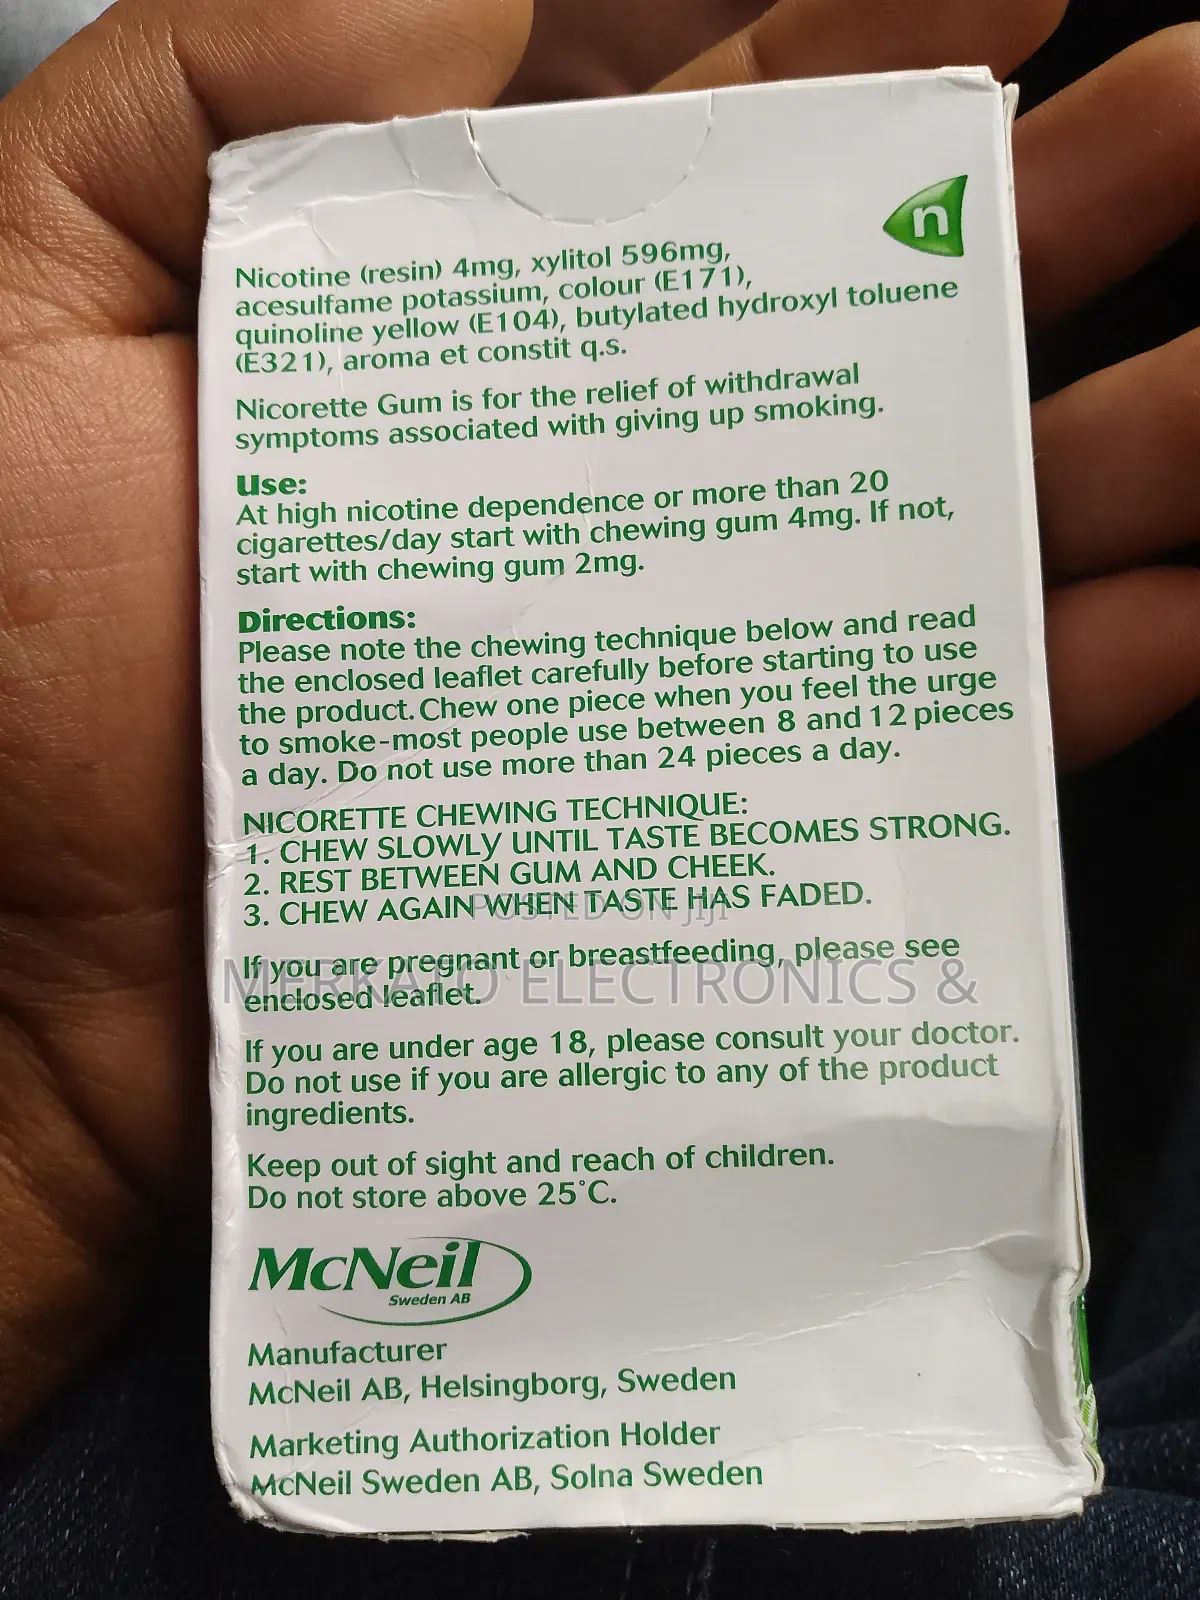 n
Nicotine (resin) 4mg, xylitol 596mg,
acesulfame potassium, colour (E171),
quinoline yellow (E104), butylated hydroxyl toluene
(E321), aroma et constit q.s.
Nicorette Gum is for the relief of withdrawal
symptoms associated with giving up smoking.
Use:
At high nicotine dependence or more than 20
cigarettes/day start with chewing gum 4mg. If not,
start with chewing gum 2mg.
Directions:
Please note the chewing technique below and read
the enclosed leaflet carefully before starting to use
the product. Chew one piece when you feel the urge
to smoke-most people use between 8 and 12 pieces
a day. Do not use more than 24 pieces a day.
NICORETTE CHEWING TECHNIQUE:
1. CHEW SLOWLY UNTIL TASTE BECOMES STRONG.
2. REST BETWEEN GUM AND CHEEK.
3. CHEW AGAIN WHEN TASTE HAS FADED.
POSTED ON JIJI
If you are pregnant or breastfeeding, please see
enclosed leaflet.
MERKATO ELECTRONICS &
If you are under age 18, please consult your doctor.
Do not use if you are allergic to any of the product
ingredients.
Keep out of sight and reach of children.
Do not store above 25°C.
McNeil
Sweden AB
Manufacturer
McNeil AB, Helsingborg, Sweden
Marketing Authorization Holder
McNeil Sweden AB, Solna Sweden